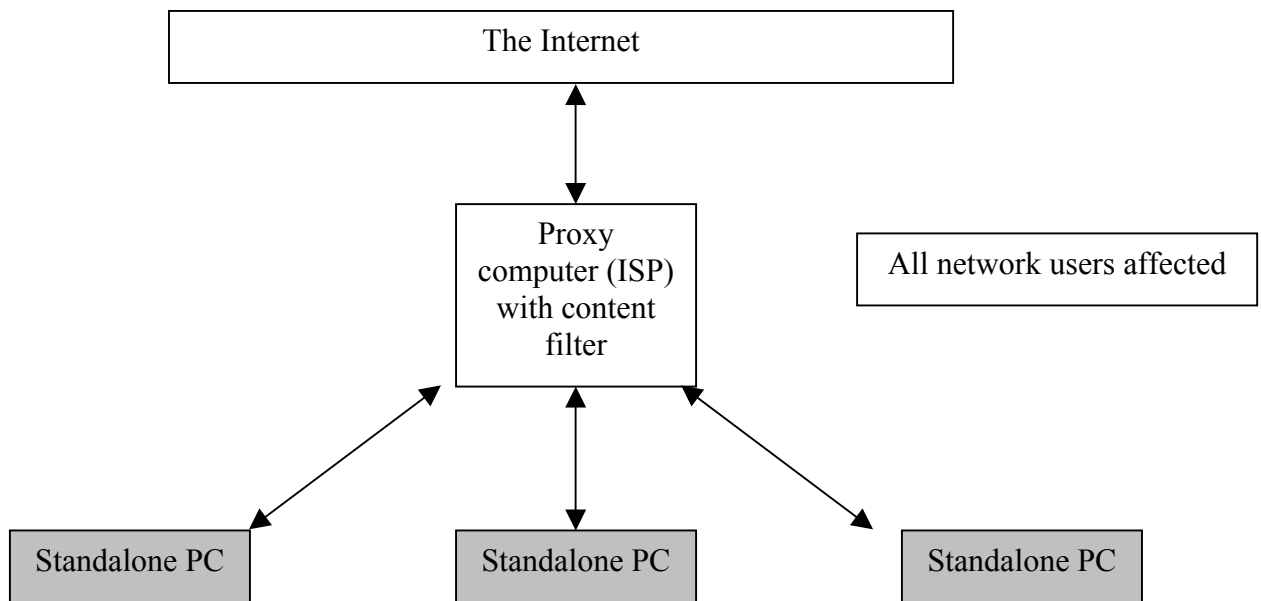 The Internet
Proxy
computer (ISP)
with content
filter
All network users affected
Standalone PC
Standalone PC
Standalone PC